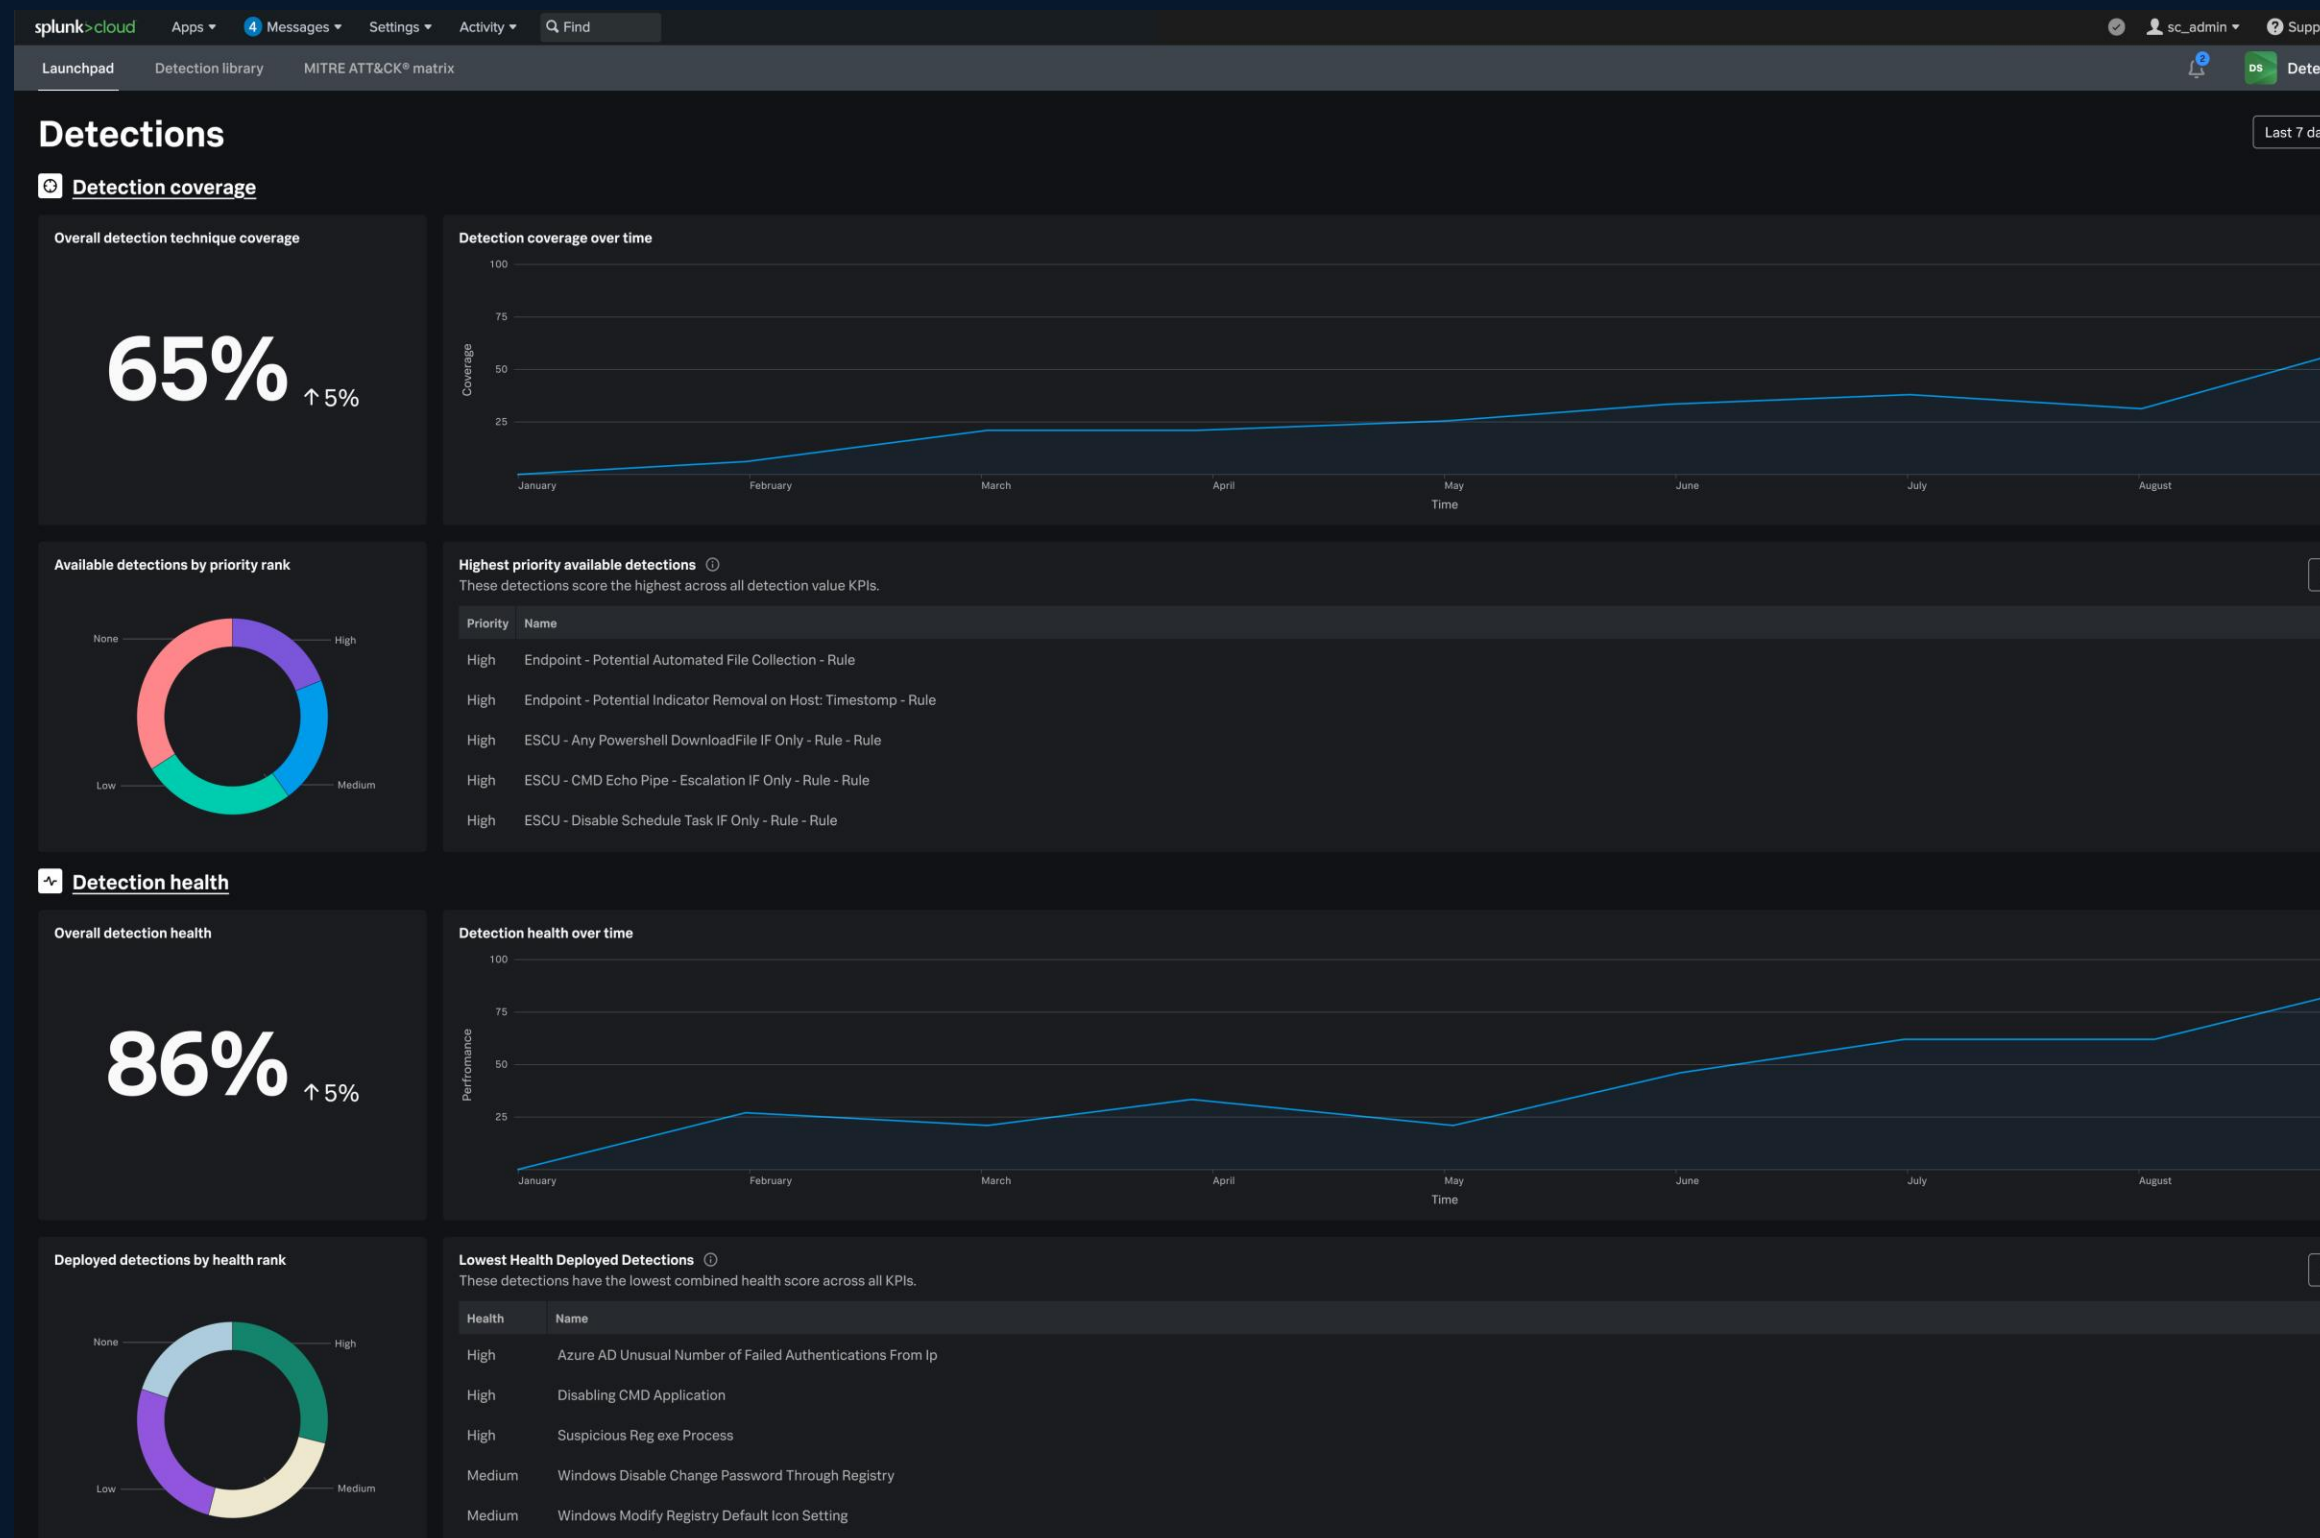 splunk>cloud Apps 4 Messages Settings Activity Find sc_admin ? Supp
Launchpad Detection library MITRE ATT&CK® matrix 2 DS Dete
Detections
Last 7 da
Detection coverage
Overall detection technique coverage
65% ↑5%
Detection coverage over time
100
75
50
25
Coverage
January February March April May June July August
Time
Available detections by priority rank
None
High
Low
Medium
Highest priority available detections
These detections score the highest across all detection value KPIs.
Priority Name
High Endpoint - Potential Automated File Collection - Rule
High Endpoint - Potential Indicator Removal on Host: Timestomp - Rule
High ESCU - Any Powershell DownloadFile IF Only - Rule - Rule
High ESCU - CMD Echo Pipe - Escalation IF Only - Rule - Rule
High ESCU - Disable Schedule Task IF Only - Rule - Rule
Detection health
Overall detection health
86% ↑5%
Detection health over time
100
75
50
25
Perfromance
January February March April May June July August
Time
Deployed detections by health rank
None
High
Low
Medium
Lowest Health Deployed Detections
These detections have the lowest combined health score across all KPIs.
Health Name
High Azure AD Unusual Number of Failed Authentications From Ip
High Disabling CMD Application
High Suspicious Reg exe Process
Medium Windows Disable Change Password Through Registry
Medium Windows Modify Registry Default Icon Setting